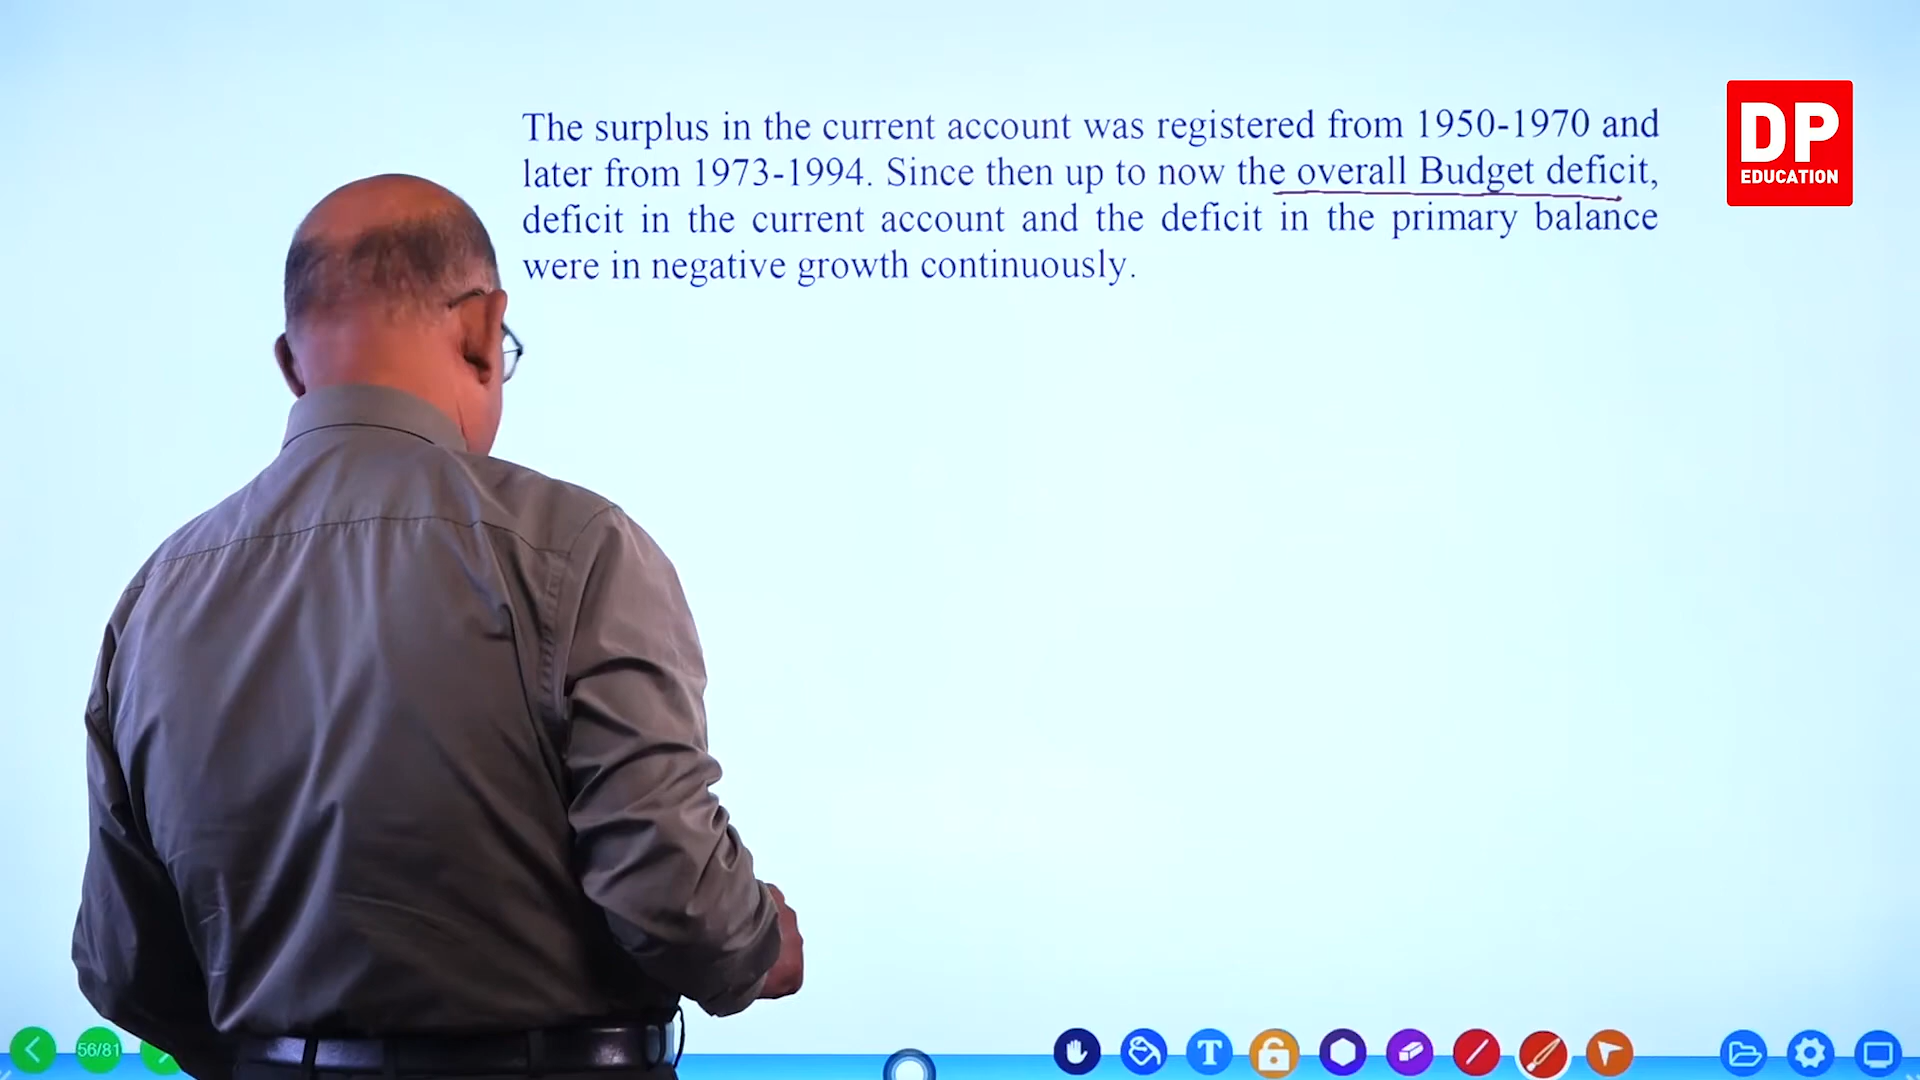 The surplus in the current account was registered from 1950-1970 and
later from 1973-1994. Since then up to now the overall Budget deficit,
deficit in the current account and the deficit in the primary balance
were in negative growth continuously.
DP
EDUCATION
56/81
T